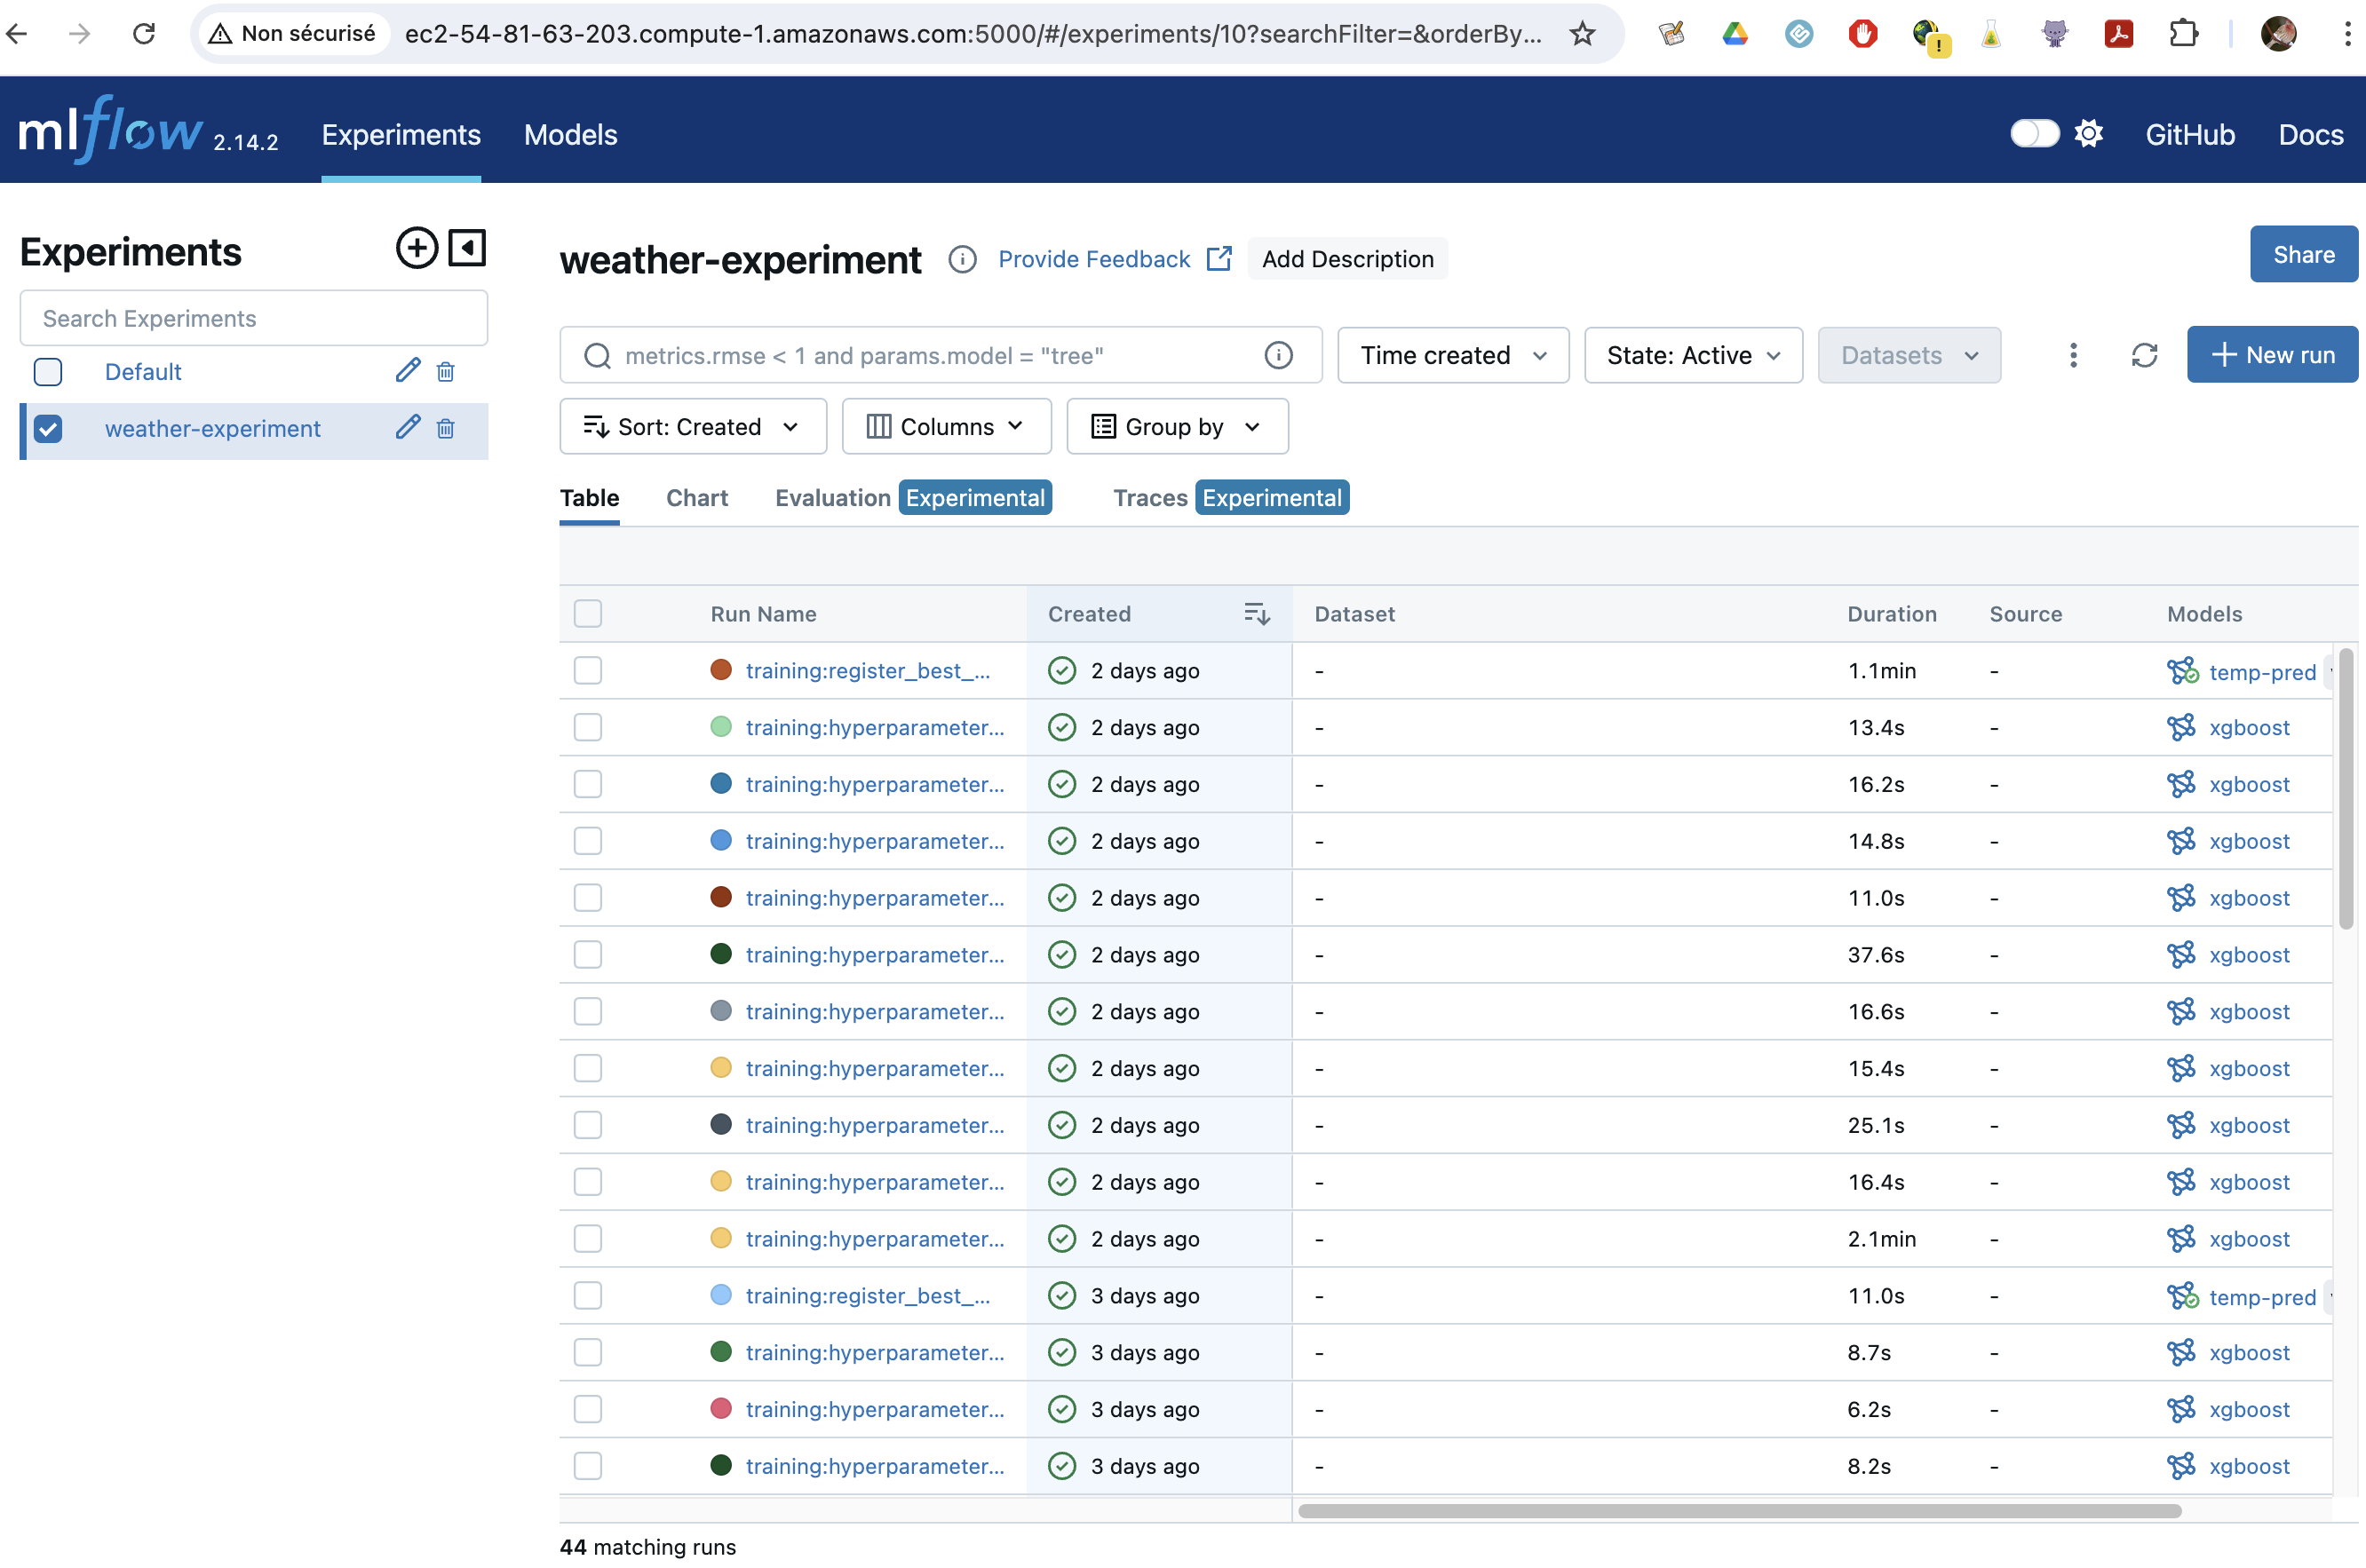 Non sécurisé ec2-54-81-63-203.compute-1.amazonaws.com:5000/#/experiments/10?searchFilter=&orderBy...
mlflow 2.14.2 Experiments Models GitHub Docs
Experiments
Search Experiments
Default
weather-experiment
weather-experiment Provide Feedback Add Description Share
metrics.rmse < 1 and params.model = "tree" Time created State: Active Datasets New run
Sort: Created Columns Group by
Table Chart Evaluation Experimental Traces Experimental
Run Name Created Dataset Duration Source Models
training:register_best_... 2 days ago - 1.1min - temp-pred
training:hyperparameter... 2 days ago - 13.4s - xgboost
training:hyperparameter... 2 days ago - 16.2s - xgboost
training:hyperparameter... 2 days ago - 14.8s - xgboost
training:hyperparameter... 2 days ago - 11.0s - xgboost
training:hyperparameter... 2 days ago - 37.6s - xgboost
training:hyperparameter... 2 days ago - 16.6s - xgboost
training:hyperparameter... 2 days ago - 15.4s - xgboost
training:hyperparameter... 2 days ago - 25.1s - xgboost
training:hyperparameter... 2 days ago - 16.4s - xgboost
training:hyperparameter... 2 days ago - 2.1min - xgboost
training:register_best_... 3 days ago - 11.0s - temp-pred
training:hyperparameter... 3 days ago - 8.7s - xgboost
training:hyperparameter... 3 days ago - 6.2s - xgboost
training:hyperparameter... 3 days ago - 8.2s - xgboost
44 matching runs